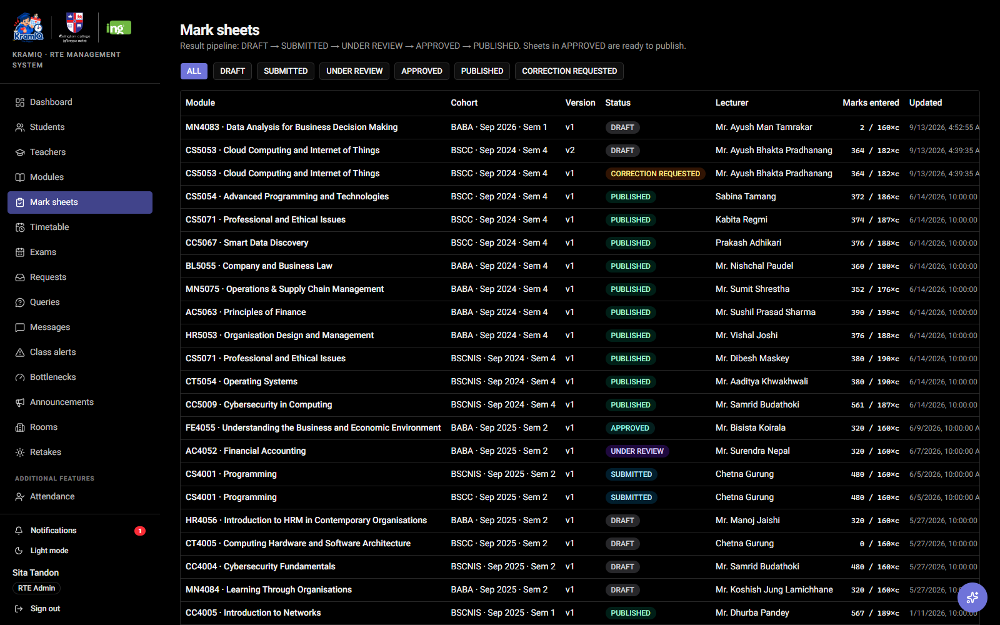 KramIQ
islington college
(इस्लिङ्टन कलेज)
ing
KRAMIQ · RTE MANAGEMENT
SYSTEM
Dashboard
Students
Teachers
Modules
Mark sheets
Timetable
Exams
Requests
Queries
Messages
Class alerts
Bottlenecks
Announcements
Rooms
Retakes
ADDITIONAL FEATURES
Attendance
Notifications 1
Light mode
Sita Tandon
RTE Admin
Sign out
Mark sheets
Result pipeline: DRAFT → SUBMITTED → UNDER REVIEW → APPROVED → PUBLISHED. Sheets in APPROVED are ready to publish.
ALL DRAFT SUBMITTED UNDER REVIEW APPROVED PUBLISHED CORRECTION REQUESTED
Module Cohort Version Status Lecturer Marks entered Updated
MN4083 · Data Analysis for Business Decision Making BABA · Sep 2026 · Sem 1 v1 DRAFT Mr. Ayush Man Tamrakar 2 / 160×c 9/13/2026, 4:52:55 A
CS5053 · Cloud Computing and Internet of Things BSCC · Sep 2024 · Sem 4 v2 DRAFT Mr. Ayush Bhakta Pradhanang 364 / 182×c 9/13/2026, 4:39:35 A
CS5053 · Cloud Computing and Internet of Things BSCC · Sep 2024 · Sem 4 v1 CORRECTION REQUESTED Mr. Ayush Bhakta Pradhanang 364 / 182×c 9/13/2026, 4:39:35 A
CS5054 · Advanced Programming and Technologies BSCC · Sep 2024 · Sem 4 v1 PUBLISHED Sabina Tamang 372 / 186×c 6/14/2026, 10:00:00
CS5071 · Professional and Ethical Issues BSCC · Sep 2024 · Sem 4 v1 PUBLISHED Kabita Regmi 374 / 187×c 6/14/2026, 10:00:00
CC5067 · Smart Data Discovery BSCC · Sep 2024 · Sem 4 v1 PUBLISHED Prakash Adhikari 376 / 188×c 6/14/2026, 10:00:00
BL5055 · Company and Business Law BABA · Sep 2024 · Sem 4 v1 PUBLISHED Mr. Nishchal Paudel 360 / 180×c 6/14/2026, 10:00:00
MN5075 · Operations & Supply Chain Management BABA · Sep 2024 · Sem 4 v1 PUBLISHED Mr. Sumit Shrestha 352 / 176×c 6/14/2026, 10:00:00
AC5063 · Principles of Finance BABA · Sep 2024 · Sem 4 v1 PUBLISHED Mr. Sushil Prasad Sharma 390 / 195×c 6/14/2026, 10:00:00
HR5053 · Organisation Design and Management BABA · Sep 2024 · Sem 4 v1 PUBLISHED Mr. Vishal Joshi 376 / 188×c 6/14/2026, 10:00:00
CS5071 · Professional and Ethical Issues BSCNIS · Sep 2024 · Sem 4 v1 PUBLISHED Mr. Dibesh Maskey 380 / 190×c 6/14/2026, 10:00:00
CT5054 · Operating Systems BSCNIS · Sep 2024 · Sem 4 v1 PUBLISHED Mr. Aaditya Khwakhwali 380 / 190×c 6/14/2026, 10:00:00
CC5009 · Cybersecurity in Computing BSCNIS · Sep 2024 · Sem 4 v1 PUBLISHED Mr. Samrid Budathoki 561 / 187×c 6/14/2026, 10:00:00
FE4055 · Understanding the Business and Economic Environment BABA · Sep 2025 · Sem 2 v1 APPROVED Mr. Bisista Koirala 320 / 160×c 6/9/2026, 10:00:00 A
AC4052 · Financial Accounting BABA · Sep 2025 · Sem 2 v1 UNDER REVIEW Mr. Surendra Nepal 320 / 160×c 6/7/2026, 10:00:00 A
CS4001 · Programming BSCNIS · Sep 2025 · Sem 2 v1 SUBMITTED Chetna Gurung 480 / 160×c 6/5/2026, 10:00:00 A
CS4001 · Programming BSCC · Sep 2025 · Sem 2 v1 SUBMITTED Chetna Gurung 480 / 160×c 6/5/2026, 10:00:00 A
HR4056 · Introduction to HRM in Contemporary Organisations BABA · Sep 2025 · Sem 2 v1 DRAFT Mr. Manoj Jaishi 320 / 160×c 5/27/2026, 10:00:00
CT4005 · Computing Hardware and Software Architecture BSCC · Sep 2025 · Sem 2 v1 DRAFT Chetna Gurung 0 / 160×c 5/27/2026, 10:00:00
CC4004 · Cybersecurity Fundamentals BSCNIS · Sep 2025 · Sem 2 v1 DRAFT Mr. Samrid Budathoki 480 / 160×c 5/27/2026, 10:00:00
MN4084 · Learning Through Organisations BABA · Sep 2025 · Sem 2 v1 DRAFT Mr. Koshish Jung Lamichhane 320 / 160×c 5/27/2026, 10:
CC4005 · Introduction to Networks BSCNIS · Sep 2025 · Sem 1 v1 PUBLISHED Mr. Dhurba Pandey 567 / 189×c 1/11/2026, 10:00:00